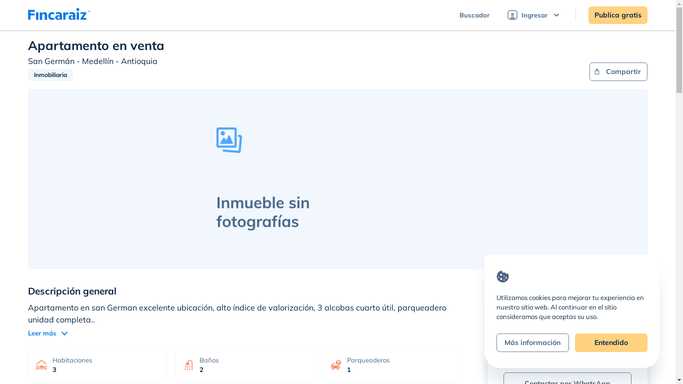 Fincaraíz
Buscador
Ingresar
Publica gratis
Apartamento en venta
San Germán - Medellín - Antioquia
Inmobiliaria
Compartir
Inmueble sin
fotografías
Descripción general
Apartamento en san German excelente ubicación, alto índice de valorización, 3 alcobas cuarto útil, parqueadero
unidad completa..
Leer más
Habitaciones
3
Baños
2
Parqueaderos
1
Utilizamos cookies para mejorar tu experiencia en
nuestro sitio web. Al continuar en el sitio
consideramos que aceptas su uso.
Más información
Entendido
Contactar por WhatsApp